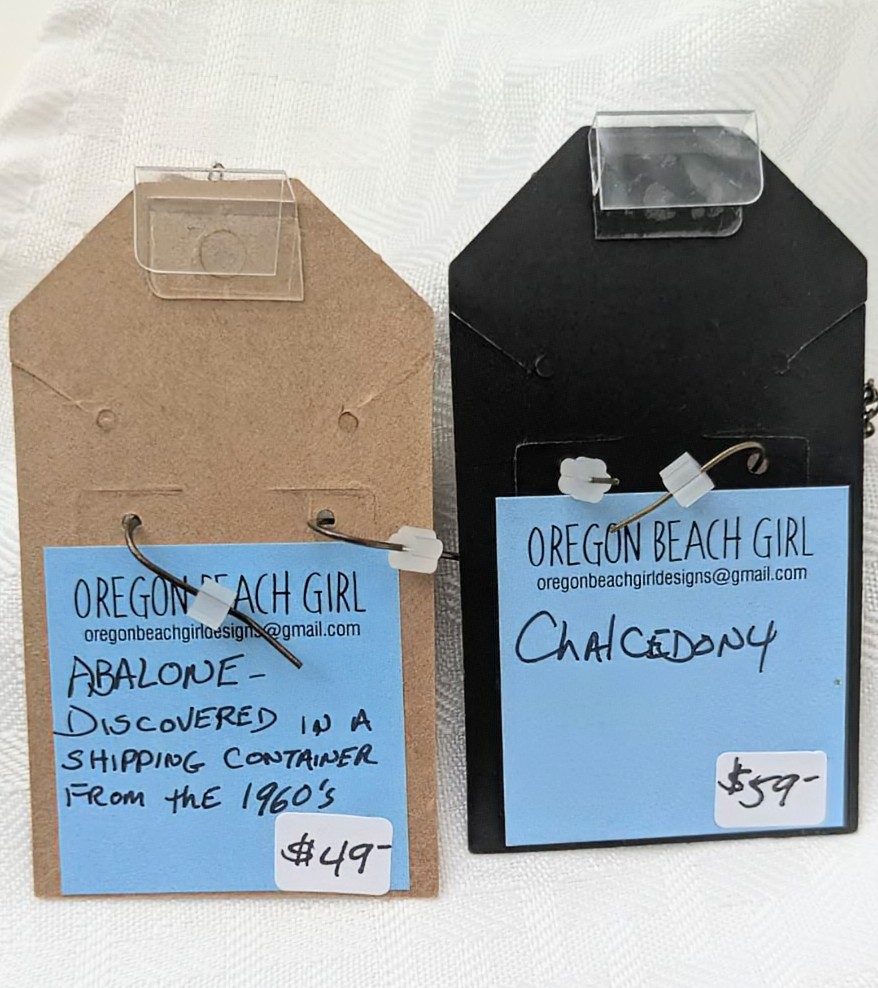 OREGON BEACH GIRL
oregonbeachgirldesigns@gmail.com
ABALONE-
DISCOVERED IN A
SHIPPING CONTAINER
FROM thE 1960's
$49-
OREGON BEACH GIRL
oregonbeachgirldesigns@gmail.com
ChAlCEDONY
$59-